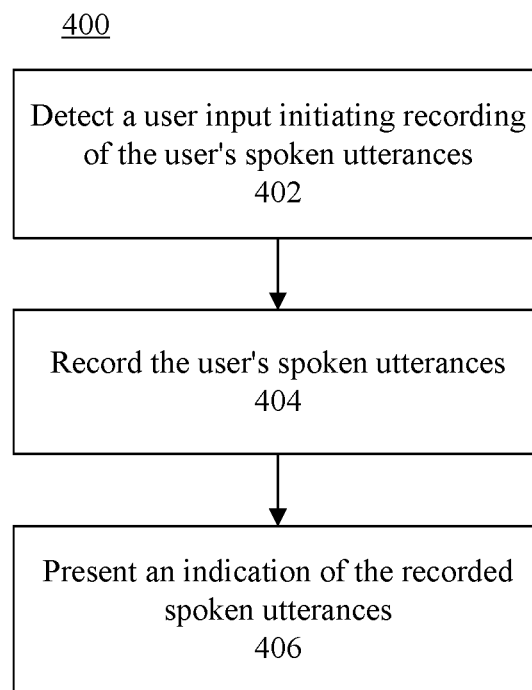 400
Detect a user input initiating recording
of the user's spoken utterances
402
Record the user's spoken utterances
404
Present an indication of the recorded
spoken utterances
406